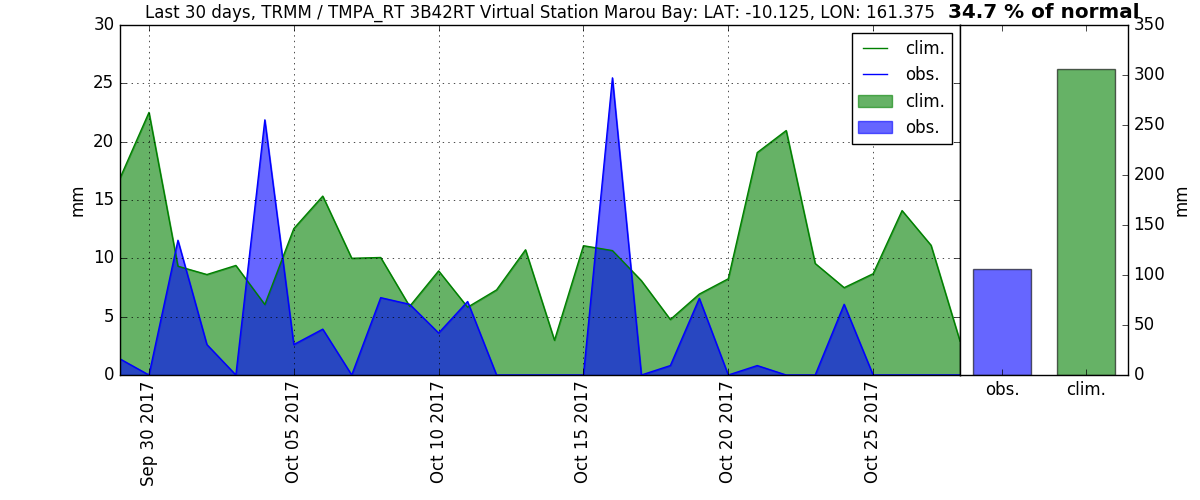 Last 30 days, TRMM / TMPA_RT 3B42RT Virtual Station Marou Bay: LAT: -10.125, LON: 161.375
34.7 % of normal
30
25
20
15
10
5
0
mm
clim.
obs.
clim.
obs.
350
300
250
200
150
100
50
0
mm
obs.
clim.
Sep 30 2017
Oct 05 2017
Oct 10 2017
Oct 15 2017
Oct 20 2017
Oct 25 2017